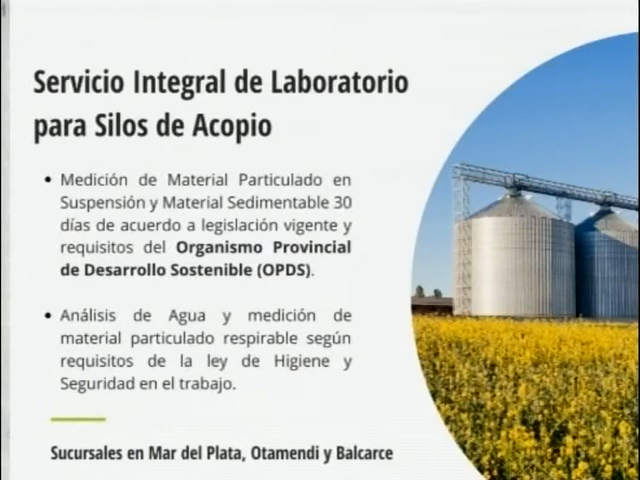 Servicio Integral de Laboratorio
para Silos de Acopio
• Medición de Material Particulado en
Suspensión y Material Sedimentable 30
días de acuerdo a legislación vigente y
requisitos del Organismo Provincial
de Desarrollo Sostenible (OPDS).
• Análisis de Agua y medición de
material particulado respirable según
requisitos de la ley de Higiene y
Seguridad en el trabajo.
Sucursales en Mar del Plata, Otamendi y Balcarce